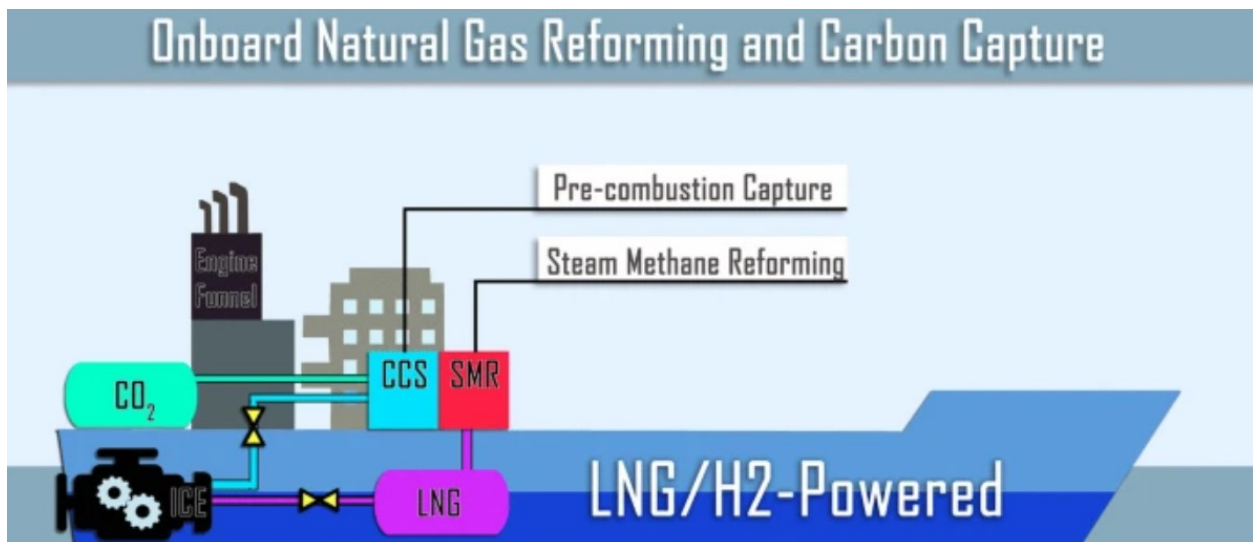 Onboard Natural Gas Reforming and Carbon Capture
Pre-combustion Capture
Steam Methane Reforming
Engine
Funnel
CCS
SMR
CO₂
ICE
LNG
LNG/H2-Powered